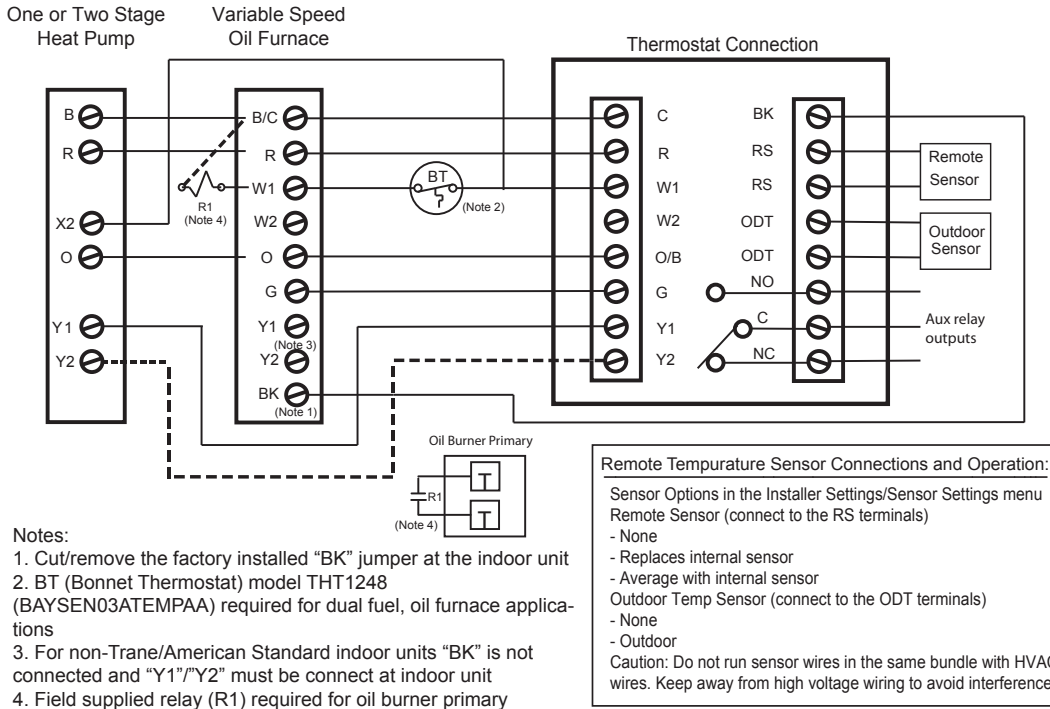 One or Two Stage
Heat Pump
Variable Speed
Oil Furnace
Thermostat Connection
B
R
X2
O
Y1
Y2
B/C
R
W1
W2
O
G
Y1
(Note 3)
Y2
BK
(Note 1)
R1
(Note 4)
BT
(Note 2)
C
R
W1
W2
O/B
G
Y1
Y2
BK
RS
RS
ODT
ODT
NO
C
NC
Remote
Sensor
Outdoor
Sensor
Aux relay
outputs
Oil Burner Primary
T
T
R1
(Note 4)
Notes:
1. Cut/remove the factory installed “BK” jumper at the indoor unit
2. BT (Bonnet Thermostat) model THT1248
(BAYSEN03ATEMPAA) required for dual fuel, oil furnace applica-
tions
3. For non-Trane/American Standard indoor units “BK” is not
connected and “Y1”/”Y2” must be connect at indoor unit
4. Field supplied relay (R1) required for oil burner primary
Remote Tempurature Sensor Connections and Operation:
Sensor Options in the Installer Settings/Sensor Settings menu
Remote Sensor (connect to the RS terminals)
- None
- Replaces internal sensor
- Average with internal sensor
Outdoor Temp Sensor (connect to the ODT terminals)
- None
- Outdoor
Caution: Do not run sensor wires in the same bundle with HVAC
wires. Keep away from high voltage wiring to avoid interference